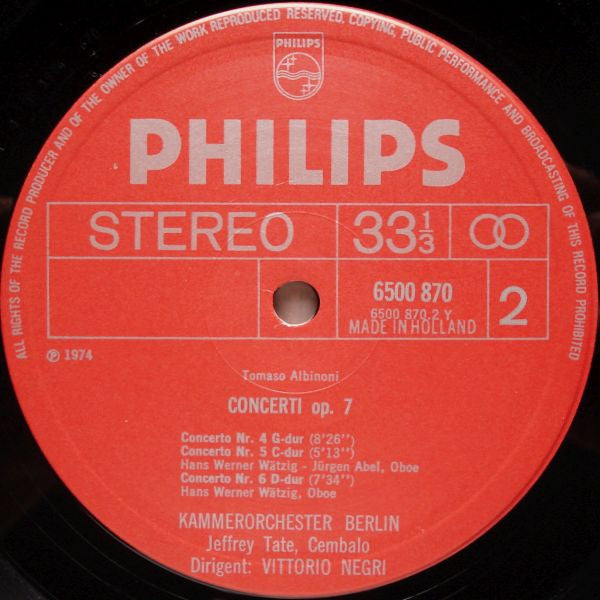 ALL RIGHTS OF THE RECORD PRODUCER AND OF THE OWNER OF THE WORK REPRODUCED RESERVED, COPYING, PUBLIC PERFORMANCE AND BROADCASTING OF THIS RECORD PROHIBITED
PHILIPS
PHILIPS
STEREO 33 1/3
6500 870 2
6500 870.2 Y
MADE IN HOLLAND
Ⓟ 1974
Tomaso Albinoni
CONCERTI op. 7
Concerto Nr. 4 G-dur (8'26'')
Concerto Nr. 5 C-dur (5'13'')
Hans Werner Wätzig - Jürgen Abel, Oboe
Concerto Nr. 6 D-dur (7'34'')
Hans Werner Wätzig, Oboe
KAMMERORCHESTER BERLIN
Jeffrey Tate, Cembalo
Dirigent: VITTORIO NEGRI